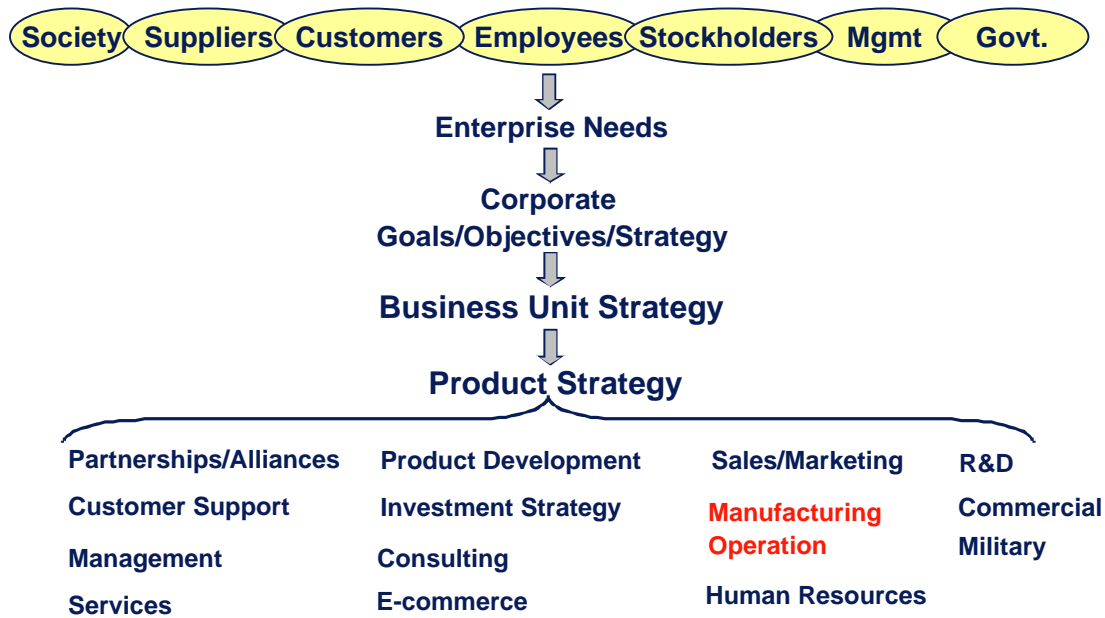 Society Suppliers Customers Employees Stockholders Mgmt Govt.
Enterprise Needs
Corporate
Goals/Objectives/Strategy
Business Unit Strategy
Product Strategy
Partnerships/Alliances
Customer Support
Management
Services
Product Development
Investment Strategy
Consulting
E-commerce
Sales/Marketing
Manufacturing
Operation
Human Resources
R&D
Commercial
Military